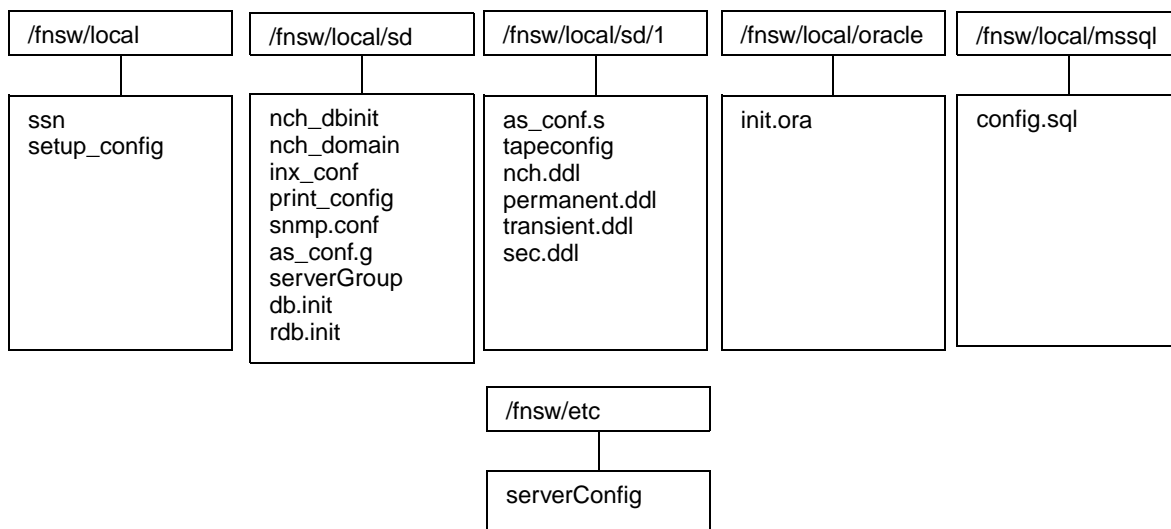 /fnsw/local
ssn
setup_config
/fnsw/local/sd
nch_dbinit
nch_domain
inx_conf
print_config
snmp.conf
as_conf.g
serverGroup
db.init
rdb.init
/fnsw/local/sd/1
as_conf.s
tapeconfig
nch.ddl
permanent.ddl
transient.ddl
sec.ddl
/fnsw/local/oracle
init.ora
/fnsw/local/mssql
config.sql
/fnsw/etc
serverConfig